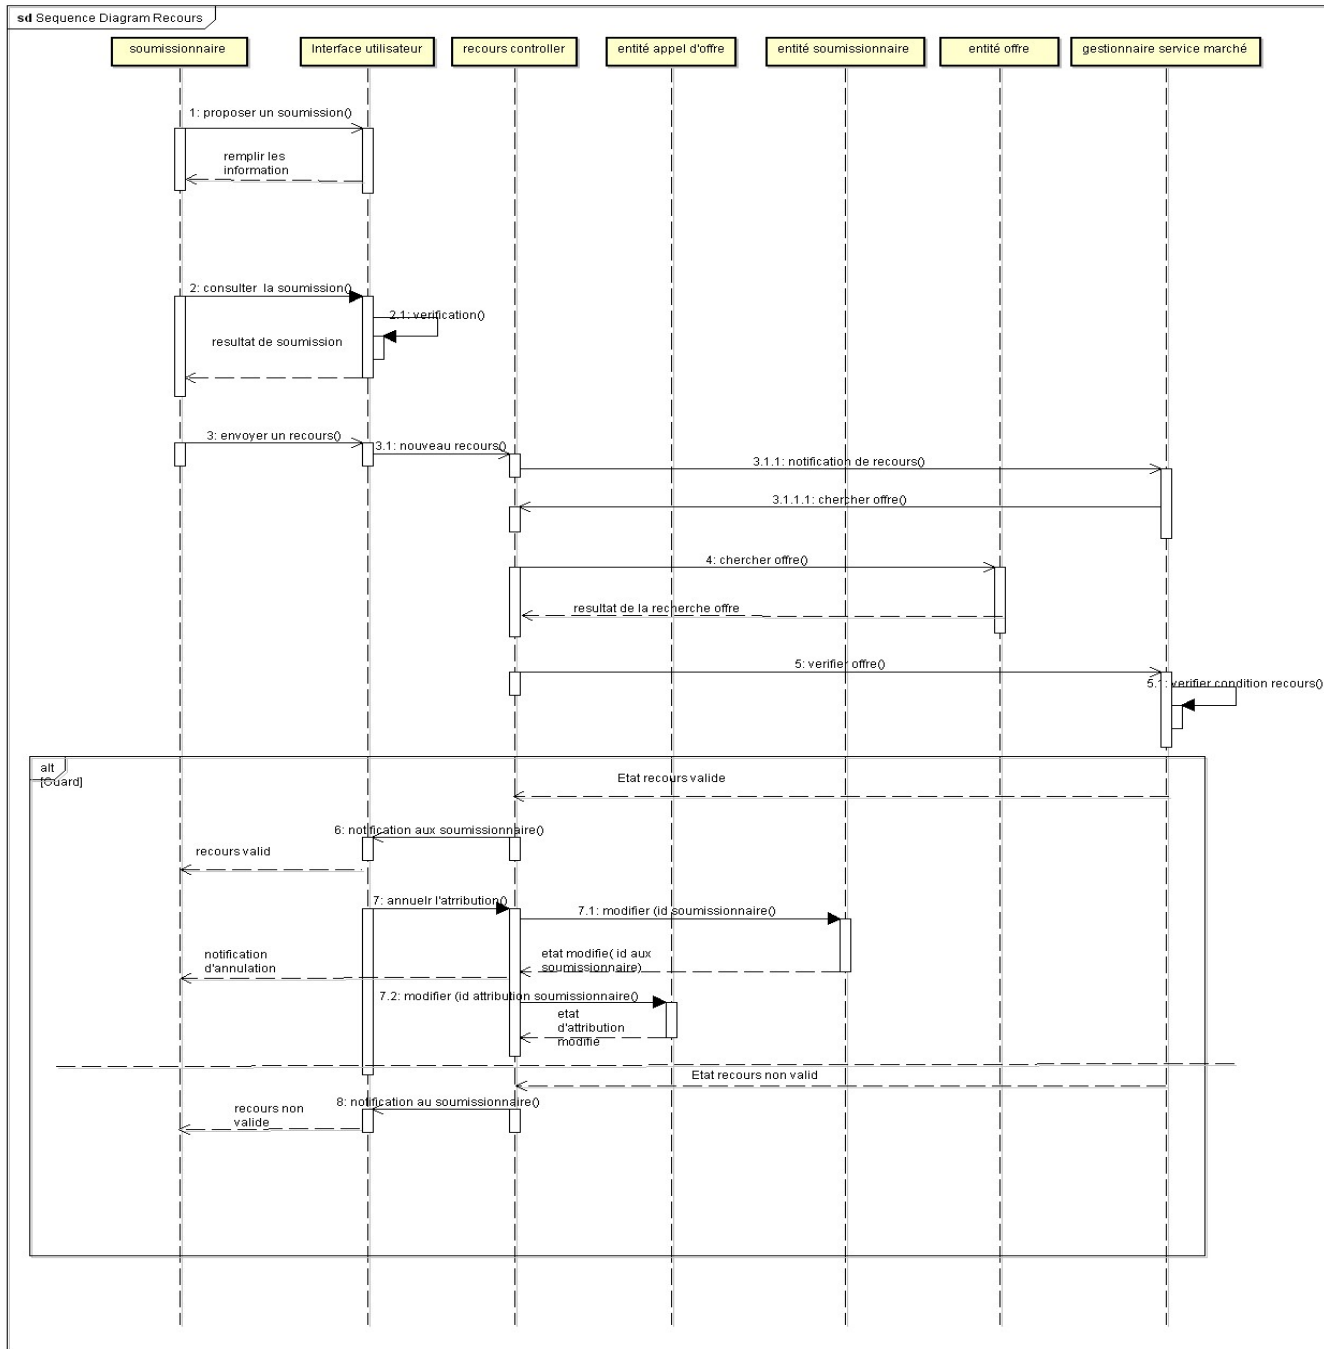 sd Sequence Diagram Recours
soumissionnaire
Interface utilisateur
recours controller
entité appel d'offre
entité soumissionnaire
entité offre
gestionnaire service marché
1: proposer un soumission()
remplir les
information
2: consulter la soumission()
2.1: verification()
resultat de soumission
3: envoyer un recours()
3.1: nouveau recours()
3.1.1: notification de recours()
3.1.1.1: chercher offre()
4: chercher offre()
resultat de la recherche offre
5: verifier offre()
5.1: verifier condition recours()
alt
[Guard]
Etat recours valide
6: notification aux soumissionnaire()
recours valid
7: annuelr l'atrribution()
7.1: modifier (id soumissionnaire()
notification
d'annulation
etat modifie( id aux
soumissionnaire)
7.2: modifier (id attribution soumissionnaire()
etat
d'attribution
modifié
Etat recours non valid
8: notification au soumissionnaire()
recours non
valide